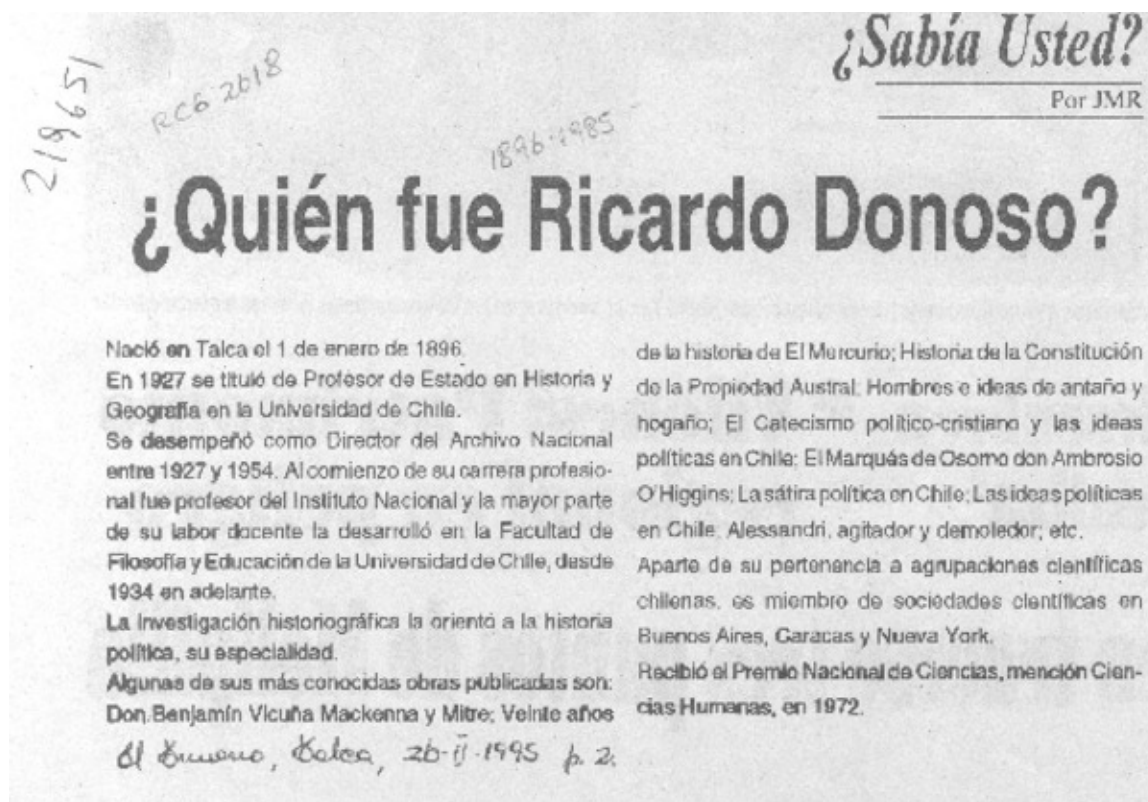 ¿Sabía Usted?
Por JMR
219651
RC6 2618
1896-1985
¿Quién fue Ricardo Donoso?
Nació en Talca el 1 de enero de 1896.
En 1927 se tituló de Profesor de Estado en Historia y
Geografía en la Universidad de Chile.
Se desempeñó como Director del Archivo Nacional
entre 1927 y 1954. Al comienzo de su carrera profesio-
nal fue profesor del Instituto Nacional y la mayor parte
de su labor docente la desarrolló en la Facultad de
Filosofía y Educación de la Universidad de Chile, desde
1934 en adelante.
La investigación historiográfica la orientó a la historia
política, su especialidad.
Algunas de sus más conocidas obras publicadas son:
Don Benjamín Vicuña Mackenna y Mitre; Veinte años
de la historia de El Mercurio; Historia de la Constitución
de la Propiedad Austral; Hombres e ideas de antaño y
hogaño; El Catecismo político-cristiano y las ideas
políticas en Chile; El Marqués de Osorno don Ambrosio
O'Higgins; La sátira política en Chile; Las ideas políticas
en Chile; Alessandri, agitador y demoledor; etc.
Aparte de su pertenencia a agrupaciones científicas
chilenas, es miembro de sociedades científicas en
Buenos Aires, Caracas y Nueva York.
Recibió el Premio Nacional de Ciencias, mención Cien-
cias Humanas, en 1972.
Talca, 26-II-1995 p. 2.